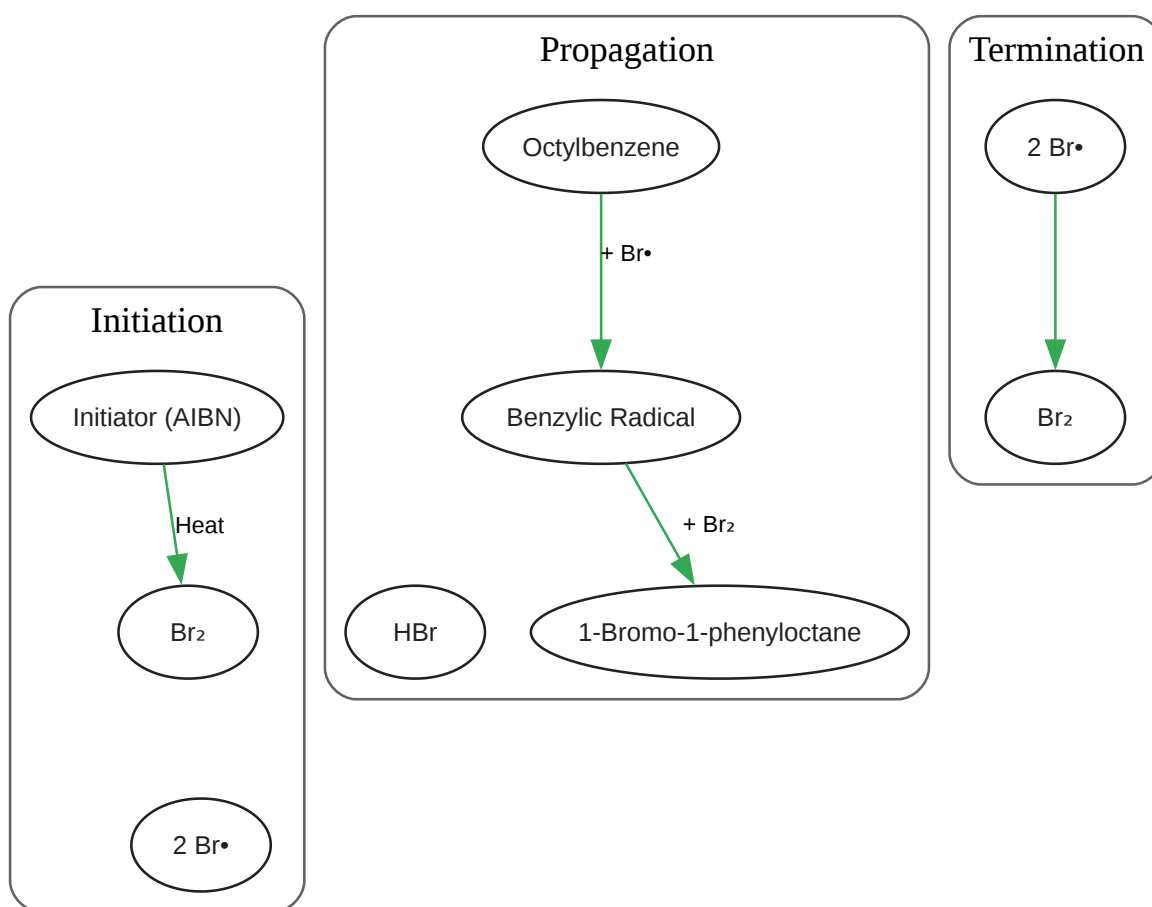 Initiation
Initiator (AIBN)
Heat
Br₂
2 Br•
Propagation
Octylbenzene
+ Br•
Benzylic Radical
+ Br₂
HBr
1-Bromo-1-phenyloctane
Termination
2 Br•
Br₂